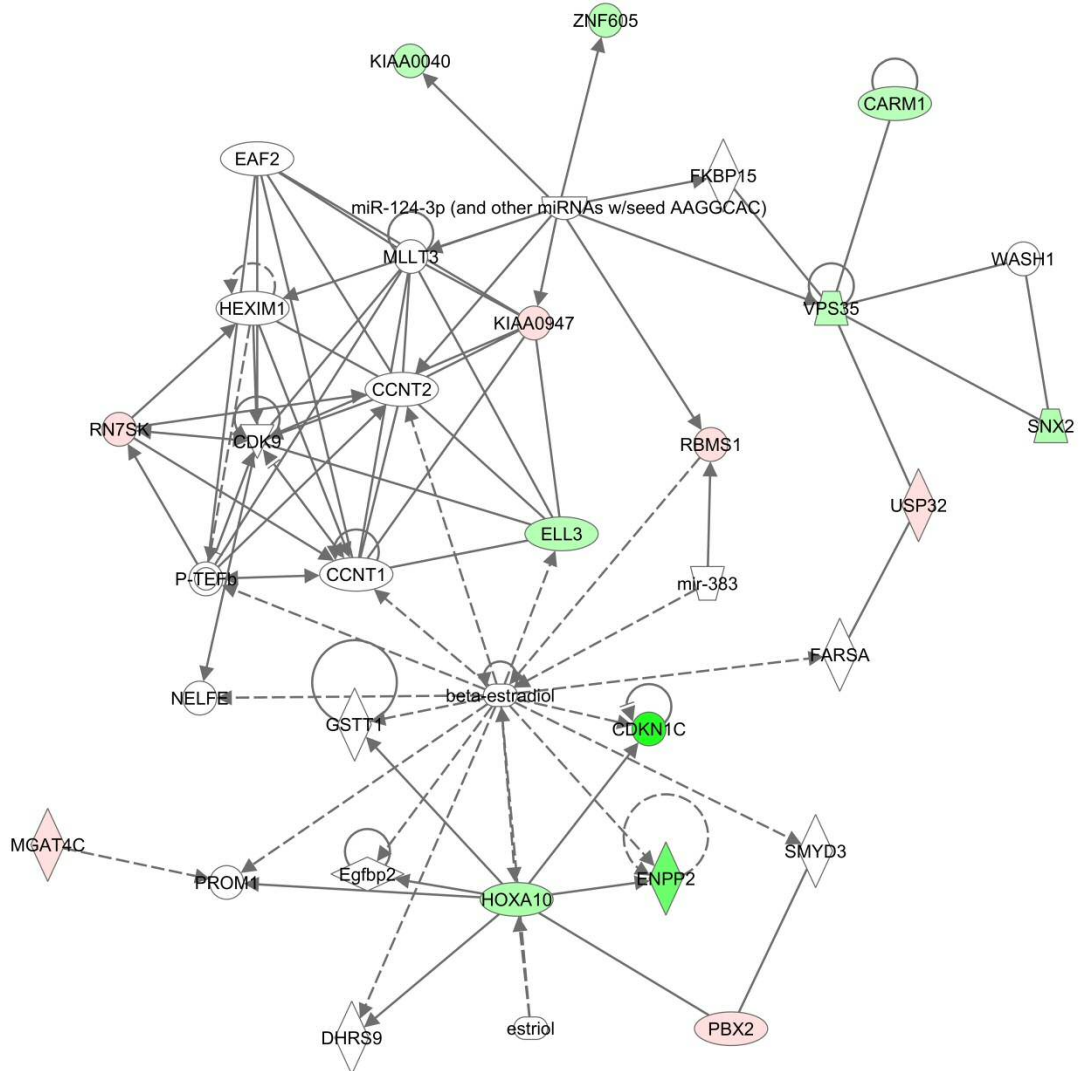 ZNF605
KIAA0040
CARM1
EAF2
FKBP15
miR-124-3p (and other miRNAs w/seed AAGGCAC)
MLLT3
WASH1
HEXIM1
VPS35
KIAA0947
CCNT2
RN7SK
CDK9
RBMS1
SNX2
USP32
ELL3
P-TEFb
CCNT1
mir-383
FARSA
NELFE
beta-estradiol
GSTT1
CDKN1C
MGAT4C
SMYD3
PROM1
Egfbp2
ENPP2
HOXA10
DHRS9
estriol
PBX2